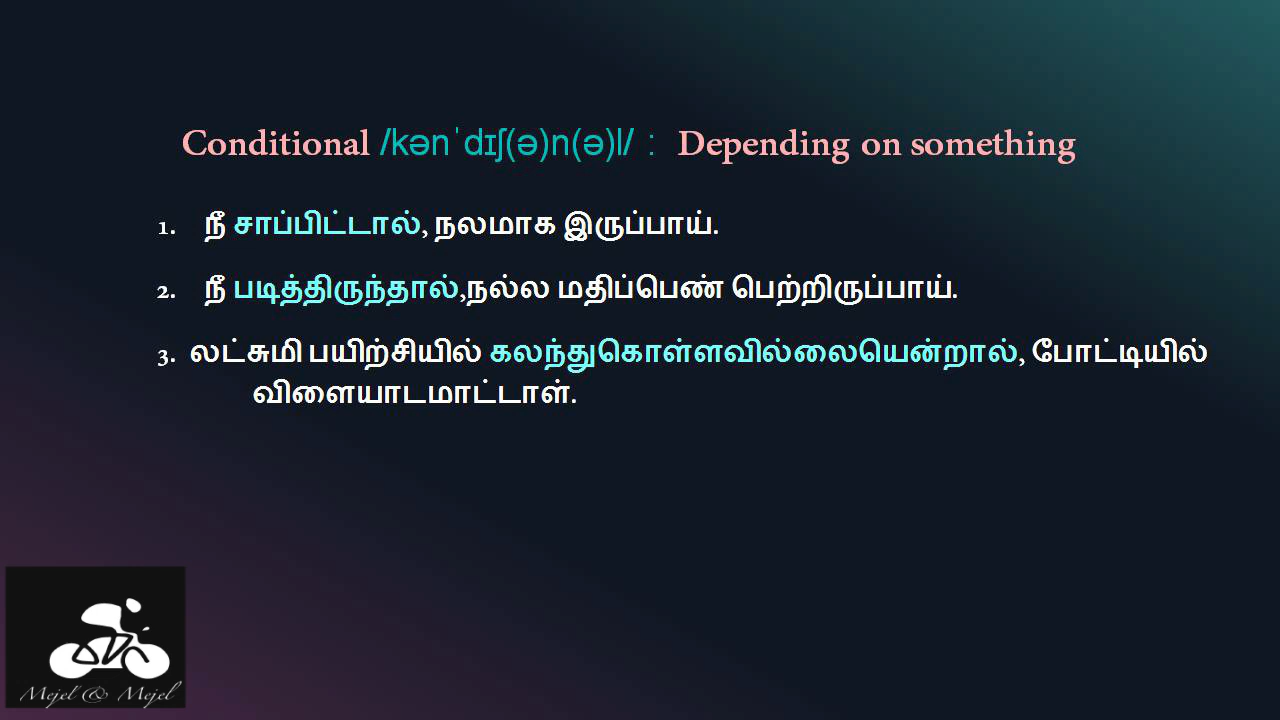 Conditional /kənˈdɪʃ(ə)n(ə)l/ : Depending on something
1. நீ சாப்பிட்டால், நலமாக இருப்பாய்.
2. நீ படித்திருந்தால்,நல்ல மதிப்பெண் பெற்றிருப்பாய்.
3. லட்சுமி பயிற்சியில் கலந்துகொள்ளவில்லையென்றால், போட்டியில்
விளையாடமாட்டாள்.
Mejel & Mejel